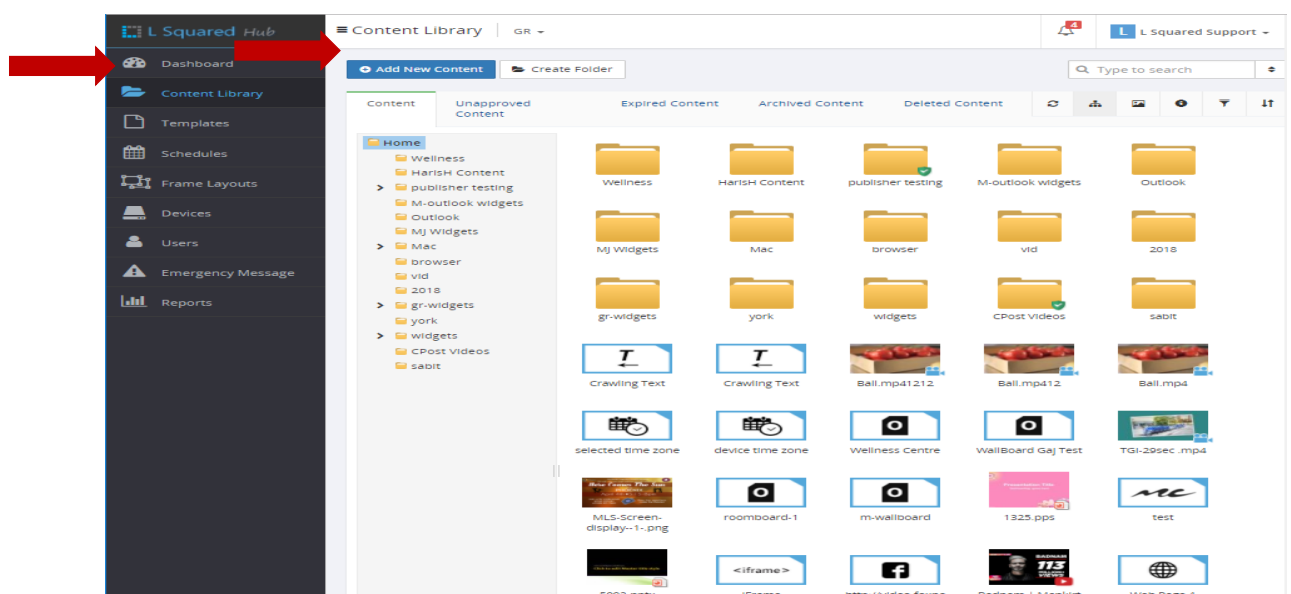 L Squared Hub
Content Library GR
4
L L Squared Support
Dashboard
Content Library
Templates
Schedules
Frame Layouts
Devices
Users
Emergency Message
Reports
Add New Content Create Folder
Type to search
Content Unapproved Content Expired Content Archived Content Deleted Content
Home
Wellness
HarisH Content
publisher testing
M-outlook widgets
Outlook
MJ Widgets
Mac
browser
vid
2018
gr-widgets
york
widgets
CPost Videos
sabit
Wellness HarisH Content publisher testing M-outlook widgets Outlook
MJ Widgets Mac browser vid 2018
gr-widgets york widgets CPost Videos sabit
T T
Crawling Text Crawling Text Ball.mp41212 Ball.mp412 Ball.mp4
selected time zone device time zone Wellness Centre WallBoard Gaj Test TGI-29sec .mp4
MLS-Screen-display--1-.png roomboard-1 m-wallboard 1325.pps test
<iframe>
BADNAM
113
VIEWS